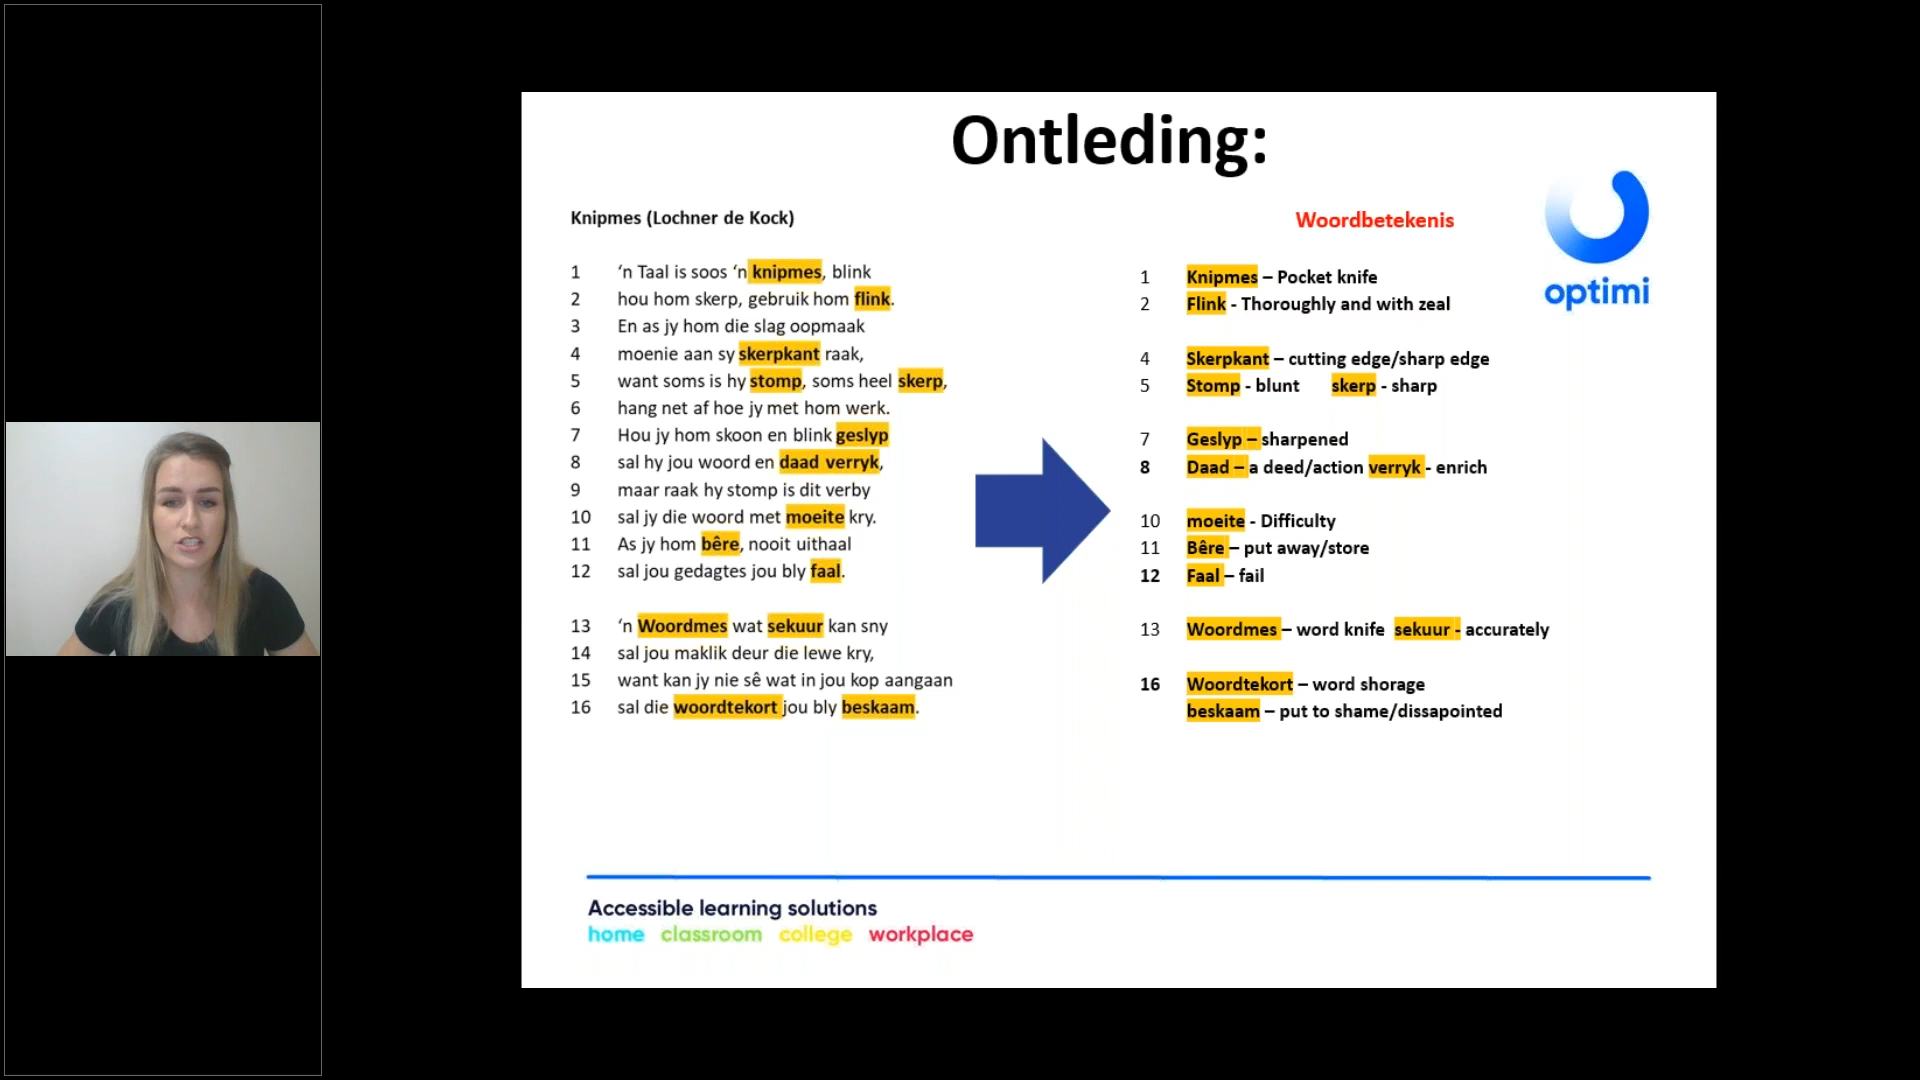 Ontleding:
Knipmes (Lochner de Kock)
1 ‘n Taal is soos ‘n knipmes, blink
2 hou hom skerp, gebruik hom flink.
3 En as jy hom die slag oopmaak
4 moenie aan sy skerpkant raak,
5 want soms is hy stomp, soms heel skerp,
6 hang net af hoe jy met hom werk.
7 Hou jy hom skoon en blink geslyp
8 sal hy jou woord en daad verryk,
9 maar raak hy stomp is dit verby
10 sal jy die woord met moeite kry.
11 As jy hom bêre, nooit uithaal
12 sal jou gedagtes jou bly faal.
13 ‘n Woordmes wat sekuur kan sny
14 sal jou maklik deur die lewe kry,
15 want kan jy nie sê wat in jou kop aangaan
16 sal die woordtekort jou bly beskaam.
Woordbetekenis
1 Knipmes – Pocket knife
2 Flink - Thoroughly and with zeal
4 Skerpkant – cutting edge/sharp edge
5 Stomp - blunt skerp - sharp
7 Geslyp – sharpened
8 Daad – a deed/action verryk - enrich
10 moeite - Difficulty
11 Bêre – put away/store
12 Faal – fail
13 Woordmes – word knife sekuur - accurately
16 Woordtekort – word shorage
beskaam – put to shame/dissapointed
optimi
Accessible learning solutions
home classroom college workplace